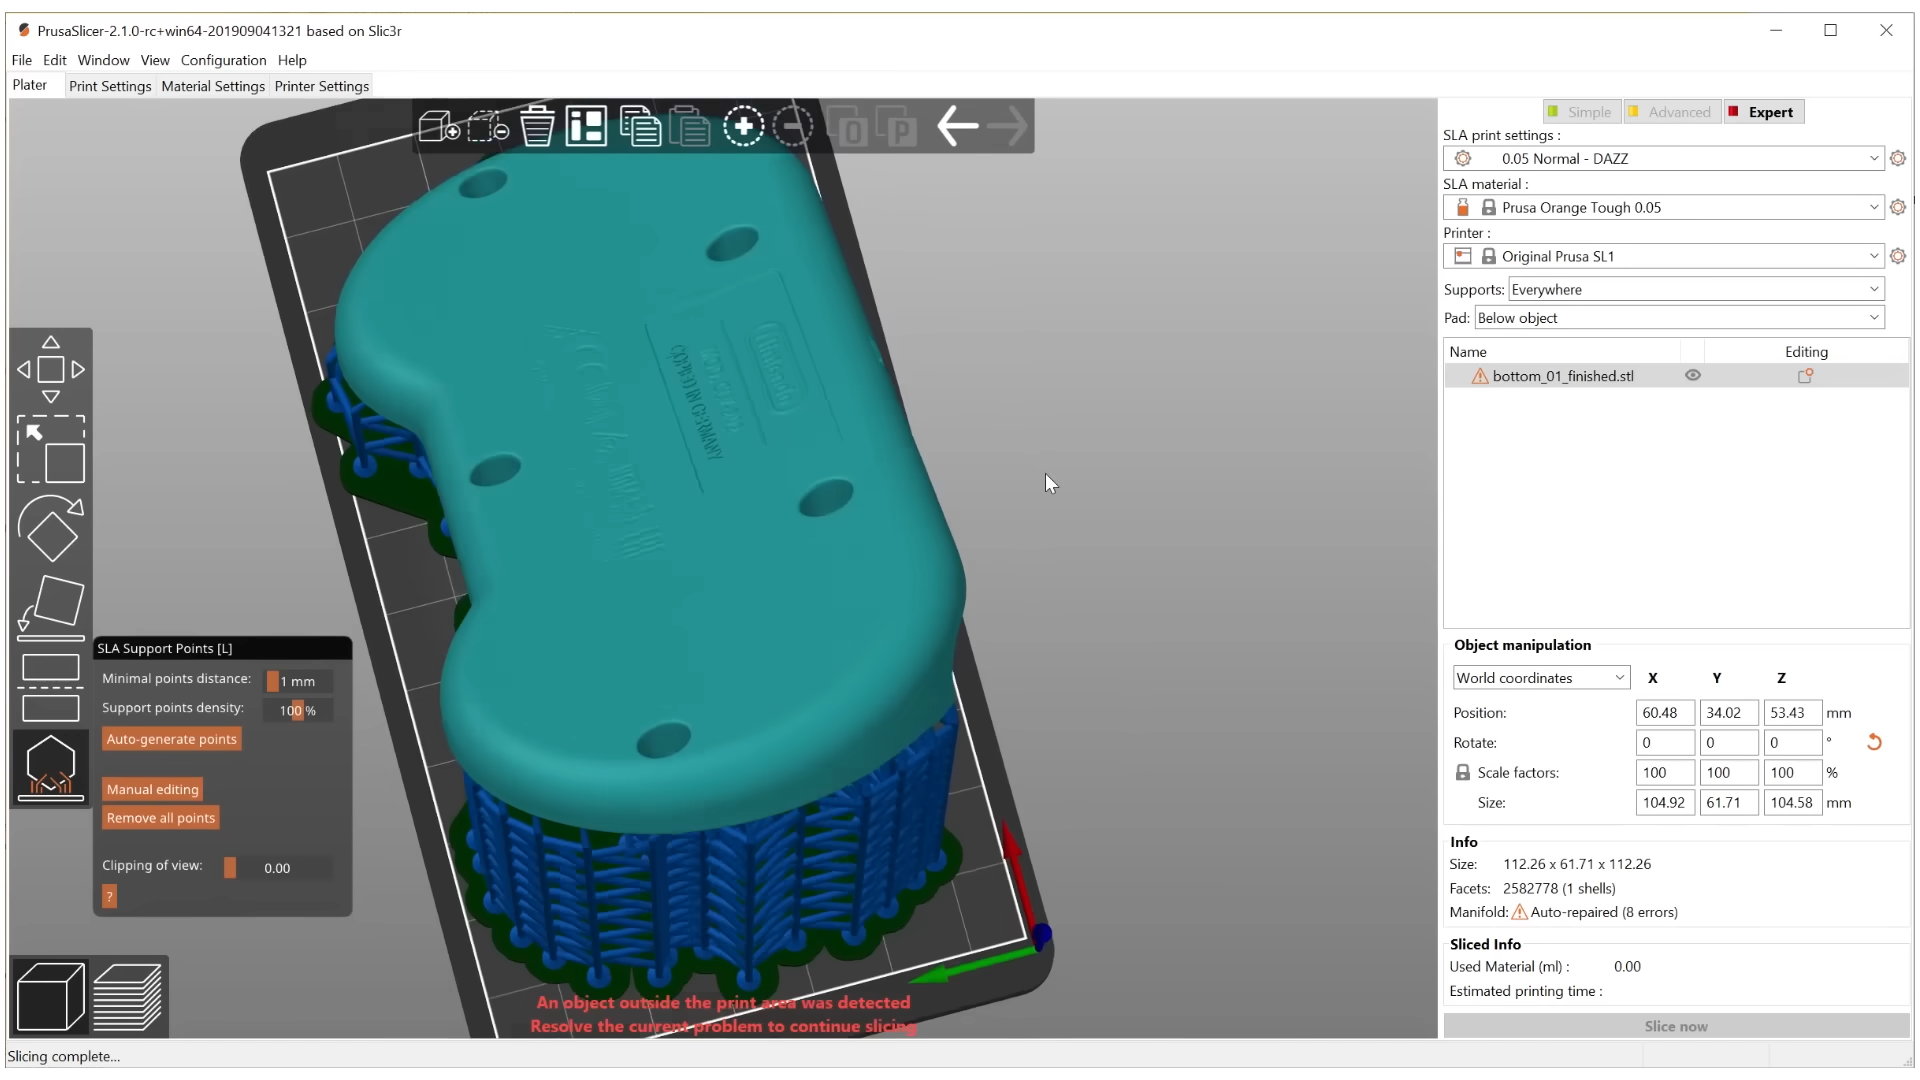 PrusaSlicer-2.1.0-rc+win64-201909041321 based on Slic3r
File Edit Window View Configuration Help
Plater Print Settings Material Settings Printer Settings
Simple Advanced Expert
SLA print settings :
0.05 Normal - DAZZ
SLA material :
Prusa Orange Tough 0.05
Printer :
Original Prusa SL1
Supports: Everywhere
Pad: Below object
Name Editing
bottom_01_finished.stl
COPIED IN GERMANY
SLA Support Points [L]
Minimal points distance: 1 mm
Support points density: 100 %
Auto-generate points
Manual editing
Remove all points
Clipping of view: 0.00
?
Object manipulation
World coordinates X Y Z
Position: 60.48 34.02 53.43 mm
Rotate: 0 0 0 °
Scale factors: 100 100 100 %
Size: 104.92 61.71 104.58 mm
Info
Size: 112.26 x 61.71 x 112.26
Facets: 2582778 (1 shells)
Manifold: Auto-repaired (8 errors)
Sliced Info
Used Material (ml) : 0.00
Estimated printing time :
Slice now
An object outside the print area was detected
Resolve the current problem to continue slicing
Slicing complete...